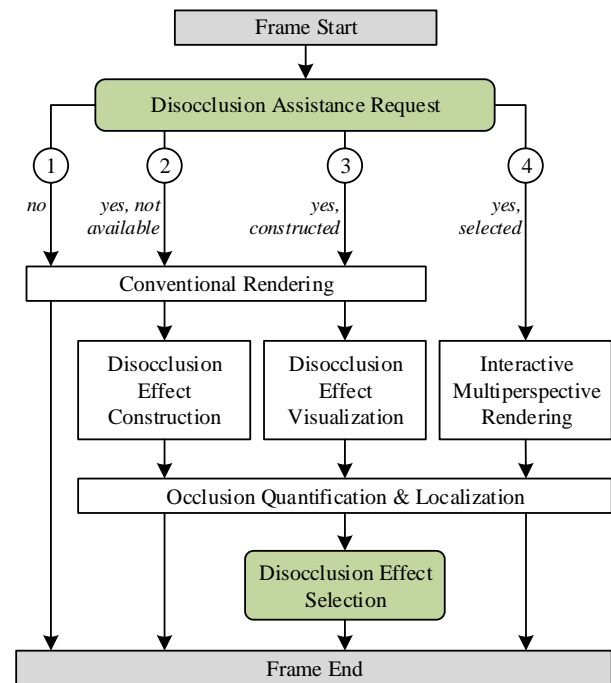 Frame Start
Disocclusion Assistance Request
1
2
3
4
no
yes, not
available
yes,
constructed
yes,
selected
Conventional Rendering
Disocclusion
Effect
Construction
Disocclusion
Effect
Visualization
Interactive
Multiperspective
Rendering
Occlusion Quantification & Localization
Disocclusion Effect
Selection
Frame End